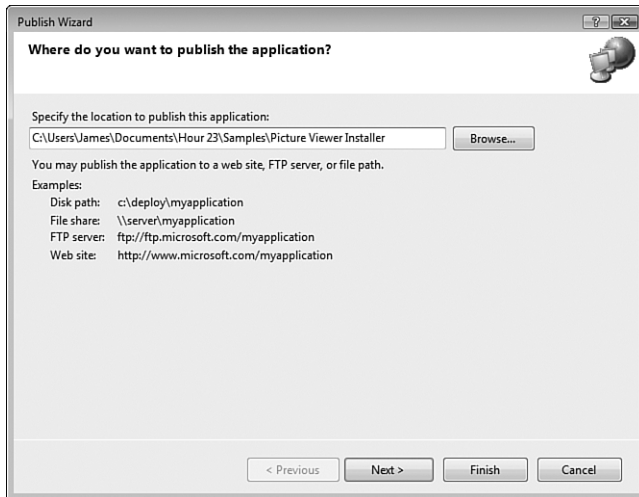 Publish Wizard
Where do you want to publish the application?
Specify the location to publish this application:
C:\Users\James\Documents\Hour 23\Samples\Picture Viewer Installer
Browse...
You may publish the application to a web site, FTP server, or file path.
Examples:
Disk path: c:\deploy\myapplication
File share: \\server\myapplication
FTP server: ftp://ftp.microsoft.com/myapplication
Web site: http://www.microsoft.com/myapplication
< Previous Next > Finish Cancel